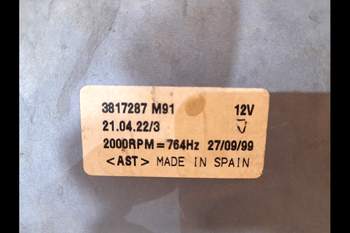 3817287 M91 12V
21.04.22/3 V
2000RPM=764Hz 27/09/99
<AST> MADE IN SPAIN